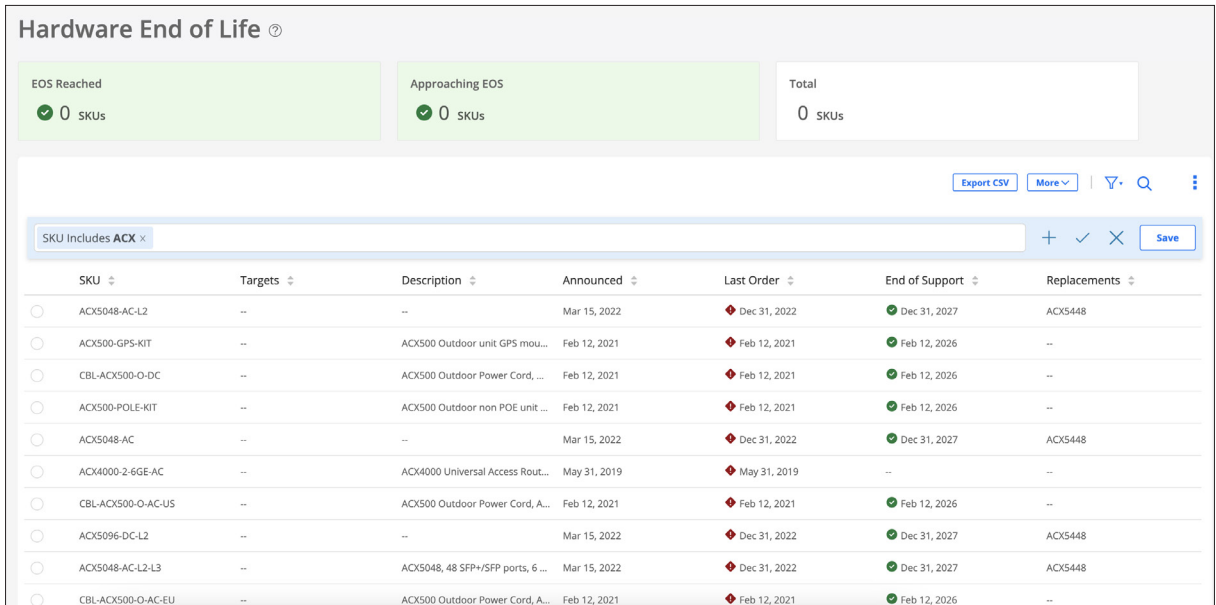 Hardware End of Life ?
EOS Reached Approaching EOS Total
0 SKUs 0 SKUs 0 SKUs
Export CSV More
SKU Includes ACX × Save
SKU Targets Description Announced Last Order End of Support Replacements
ACX5048-AC-L2 -- -- Mar 15, 2022 Dec 31, 2022 Dec 31, 2027 ACX5448
ACX500-GPS-KIT -- ACX500 Outdoor unit GPS mou... Feb 12, 2021 Feb 12, 2021 Feb 12, 2026 --
CBL-ACX500-O-DC -- ACX500 Outdoor Power Cord, ... Feb 12, 2021 Feb 12, 2021 Feb 12, 2026 --
ACX500-POLE-KIT -- ACX500 Outdoor non POE unit ... Feb 12, 2021 Feb 12, 2021 Feb 12, 2026 --
ACX5048-AC -- -- Mar 15, 2022 Dec 31, 2022 Dec 31, 2027 ACX5448
ACX4000-2-6GE-AC -- ACX4000 Universal Access Rout... May 31, 2019 May 31, 2019 -- --
CBL-ACX500-O-AC-US -- ACX500 Outdoor Power Cord, A... Feb 12, 2021 Feb 12, 2021 Feb 12, 2026 --
ACX5096-DC-L2 -- -- Mar 15, 2022 Dec 31, 2022 Dec 31, 2027 ACX5448
ACX5048-AC-L2-L3 -- ACX5048, 48 SFP+/SFP ports, 6 ... Mar 15, 2022 Dec 31, 2022 Dec 31, 2027 ACX5448
CBL-ACX500-O-AC-EU -- ACX500 Outdoor Power Cord, A... Feb 12, 2021 Feb 12, 2021 Feb 12, 2026 --